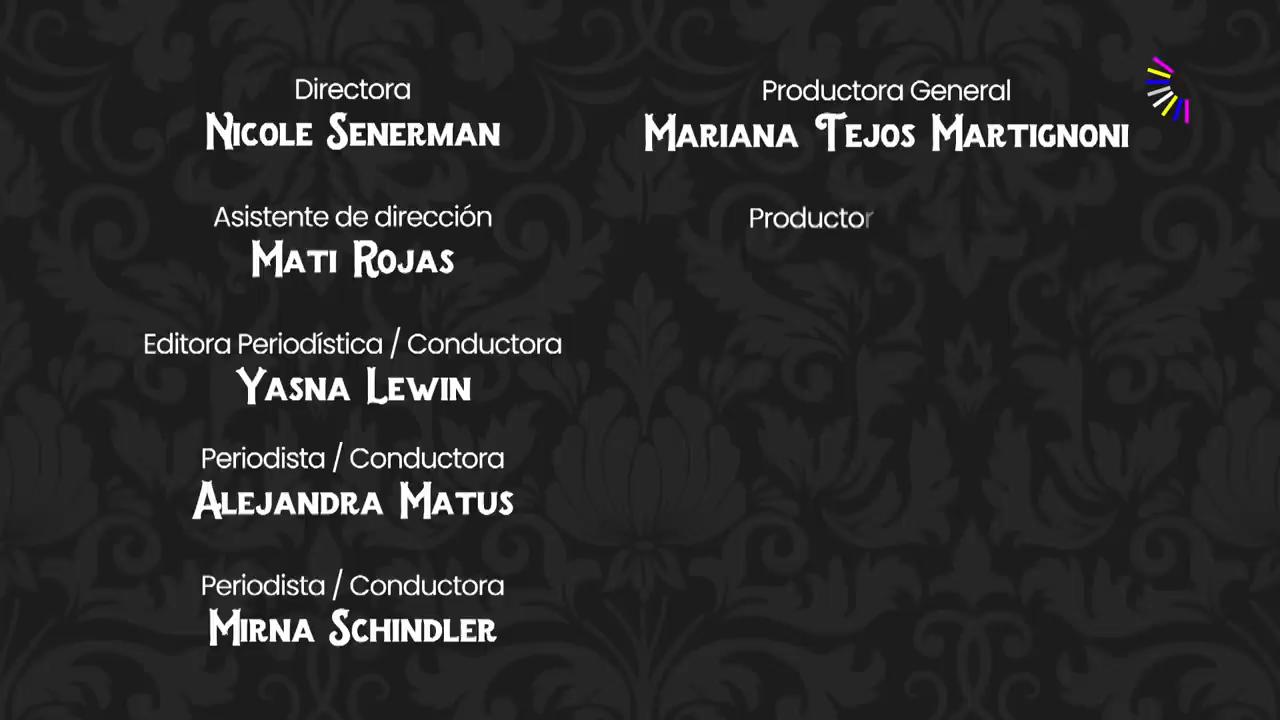 Directora
Nicole Senerman
Asistente de dirección
Mati Rojas
Editora Periodística / Conductora
Yasna Lewin
Periodista / Conductora
Alejandra Matus
Periodista / Conductora
Mirna Schindler
Productora General
Mariana Tejos Martignoni
Productor